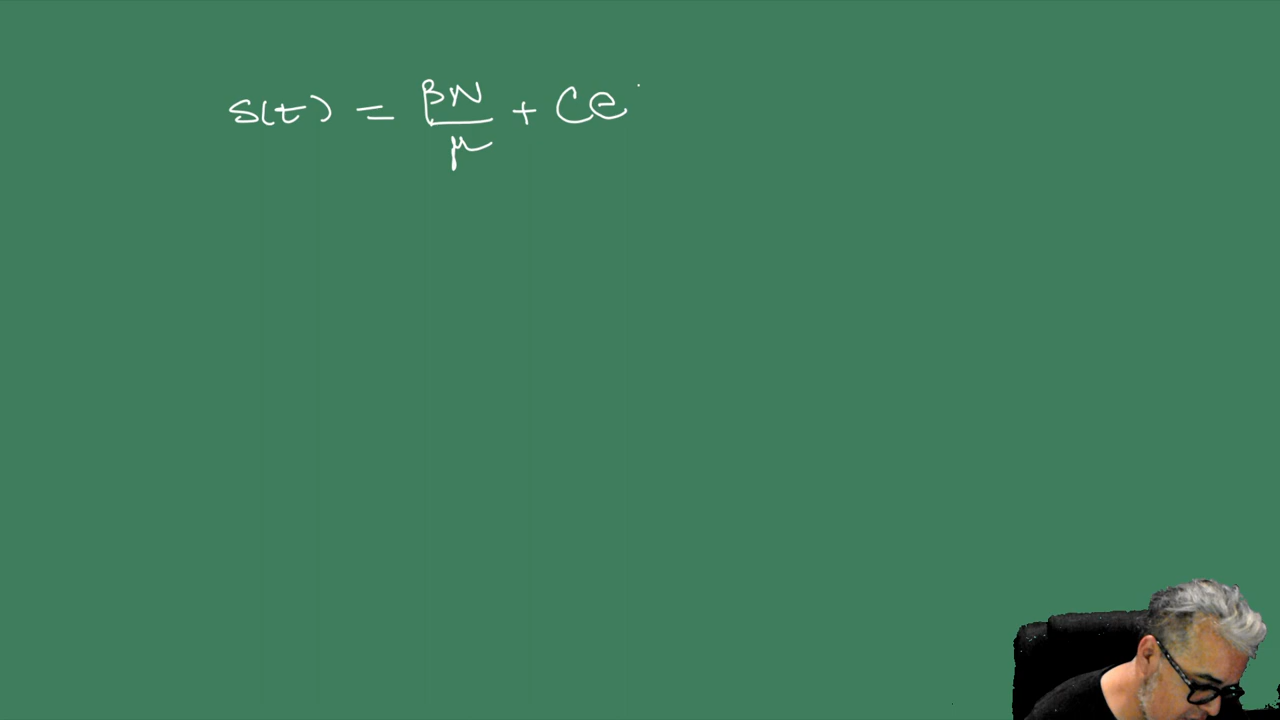 S(t) = βN/μ + Ce